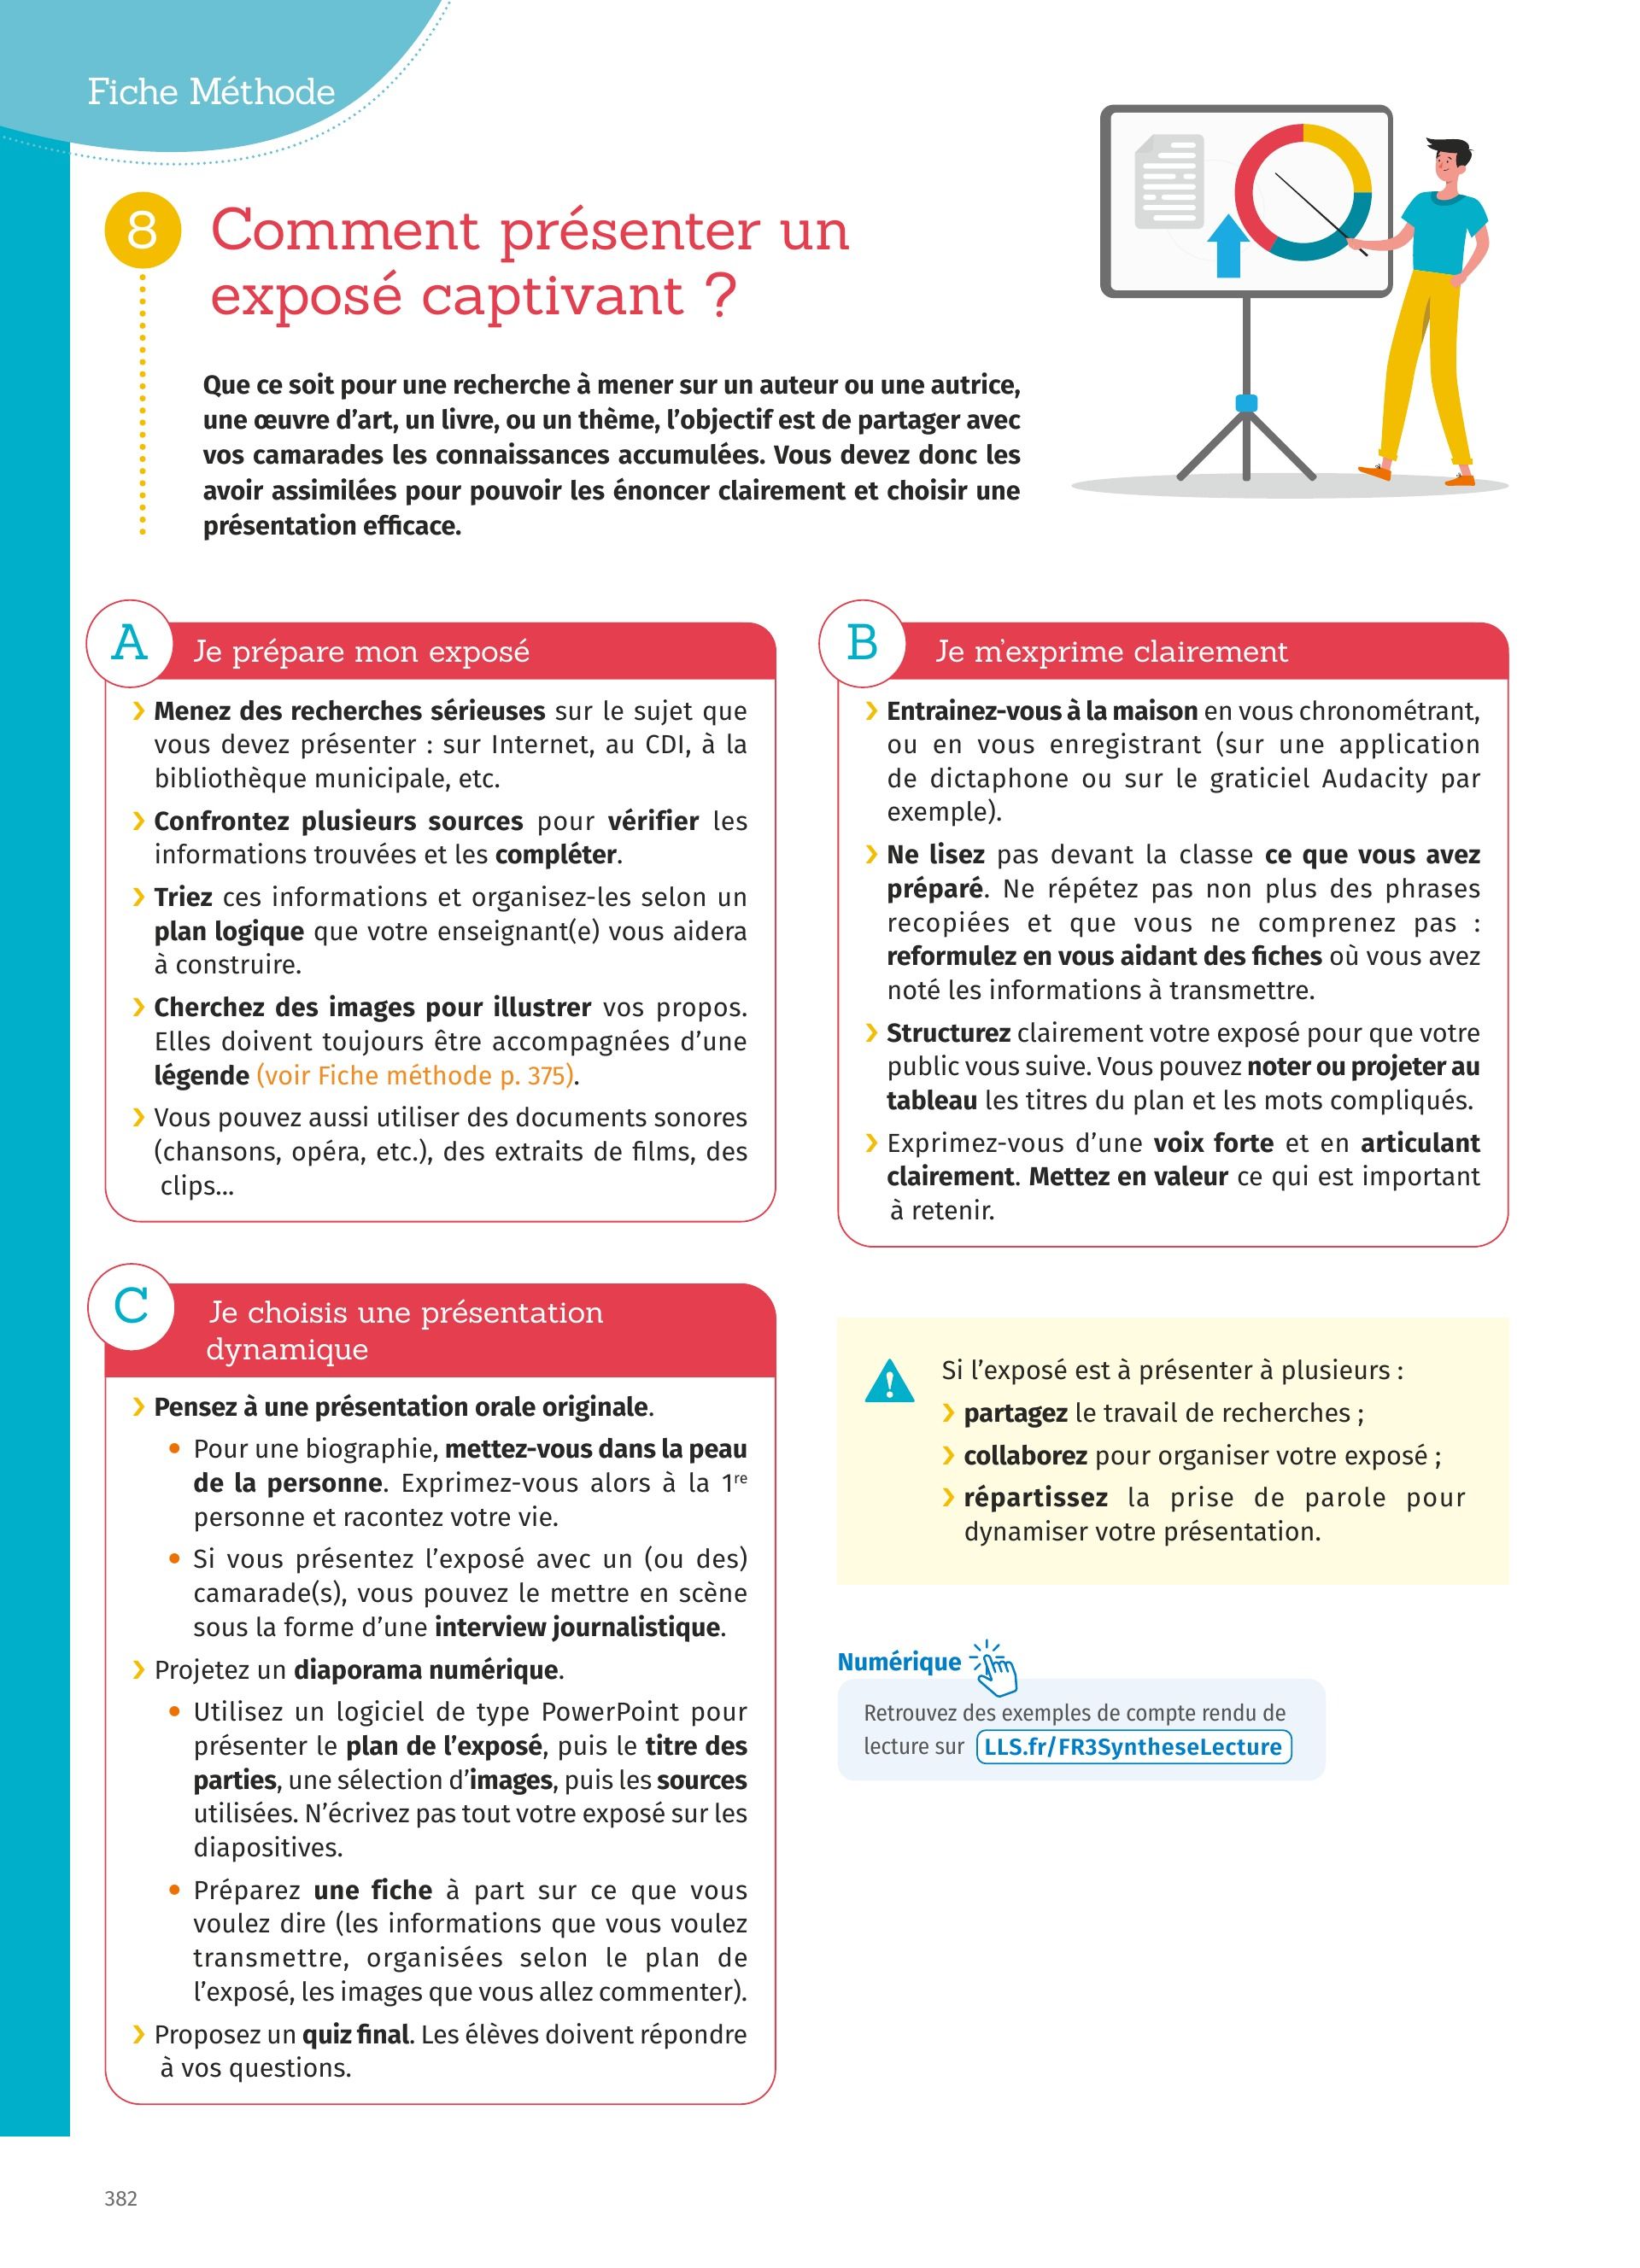 Fiche Méthode
8
Comment présenter un
exposé captivant ?
Que ce soit pour une recherche à mener sur un auteur ou une autrice,
une œuvre d’art, un livre, ou un thème, l’objectif est de partager avec
vos camarades les connaissances accumulées. Vous devez donc les
avoir assimilées pour pouvoir les énoncer clairement et choisir une
présentation efficace.
A
Je prépare mon exposé
› Menez des recherches sérieuses sur le sujet que
vous devez présenter : sur Internet, au CDI, à la
bibliothèque municipale, etc.
› Confrontez plusieurs sources pour vérifier les
informations trouvées et les compléter.
› Triez ces informations et organisez-les selon un
plan logique que votre enseignant(e) vous aidera
à construire.
› Cherchez des images pour illustrer vos propos.
Elles doivent toujours être accompagnées d’une
légende (voir Fiche méthode p. 375).
› Vous pouvez aussi utiliser des documents sonores
(chansons, opéra, etc.), des extraits de films, des
clips...
B
Je m’exprime clairement
› Entrainez-vous à la maison en vous chronométrant,
ou en vous enregistrant (sur une application
de dictaphone ou sur le graticiel Audacity par
exemple).
› Ne lisez pas devant la classe ce que vous avez
préparé. Ne répétez pas non plus des phrases
recopiées et que vous ne comprenez pas :
reformulez en vous aidant des fiches où vous avez
noté les informations à transmettre.
› Structurez clairement votre exposé pour que votre
public vous suive. Vous pouvez noter ou projeter au
tableau les titres du plan et les mots compliqués.
› Exprimez-vous d’une voix forte et en articulant
clairement. Mettez en valeur ce qui est important
à retenir.
C
Je choisis une présentation
dynamique
› Pensez à une présentation orale originale.
• Pour une biographie, mettez-vous dans la peau
de la personne. Exprimez-vous alors à la 1re
personne et racontez votre vie.
• Si vous présentez l’exposé avec un (ou des)
camarade(s), vous pouvez le mettre en scène
sous la forme d’une interview journalistique.
› Projetez un diaporama numérique.
• Utilisez un logiciel de type PowerPoint pour
présenter le plan de l’exposé, puis le titre des
parties, une sélection d’images, puis les sources
utilisées. N’écrivez pas tout votre exposé sur les
diapositives.
• Préparez une fiche à part sur ce que vous
voulez dire (les informations que vous voulez
transmettre, organisées selon le plan de
l’exposé, les images que vous allez commenter).
› Proposez un quiz final. Les élèves doivent répondre
à vos questions.
!
Si l’exposé est à présenter à plusieurs :
› partagez le travail de recherches ;
› collaborez pour organiser votre exposé ;
› répartissez la prise de parole pour
dynamiser votre présentation.
Numérique
Retrouvez des exemples de compte rendu de
lecture sur LLS.fr/FR3SyntheseLecture
382